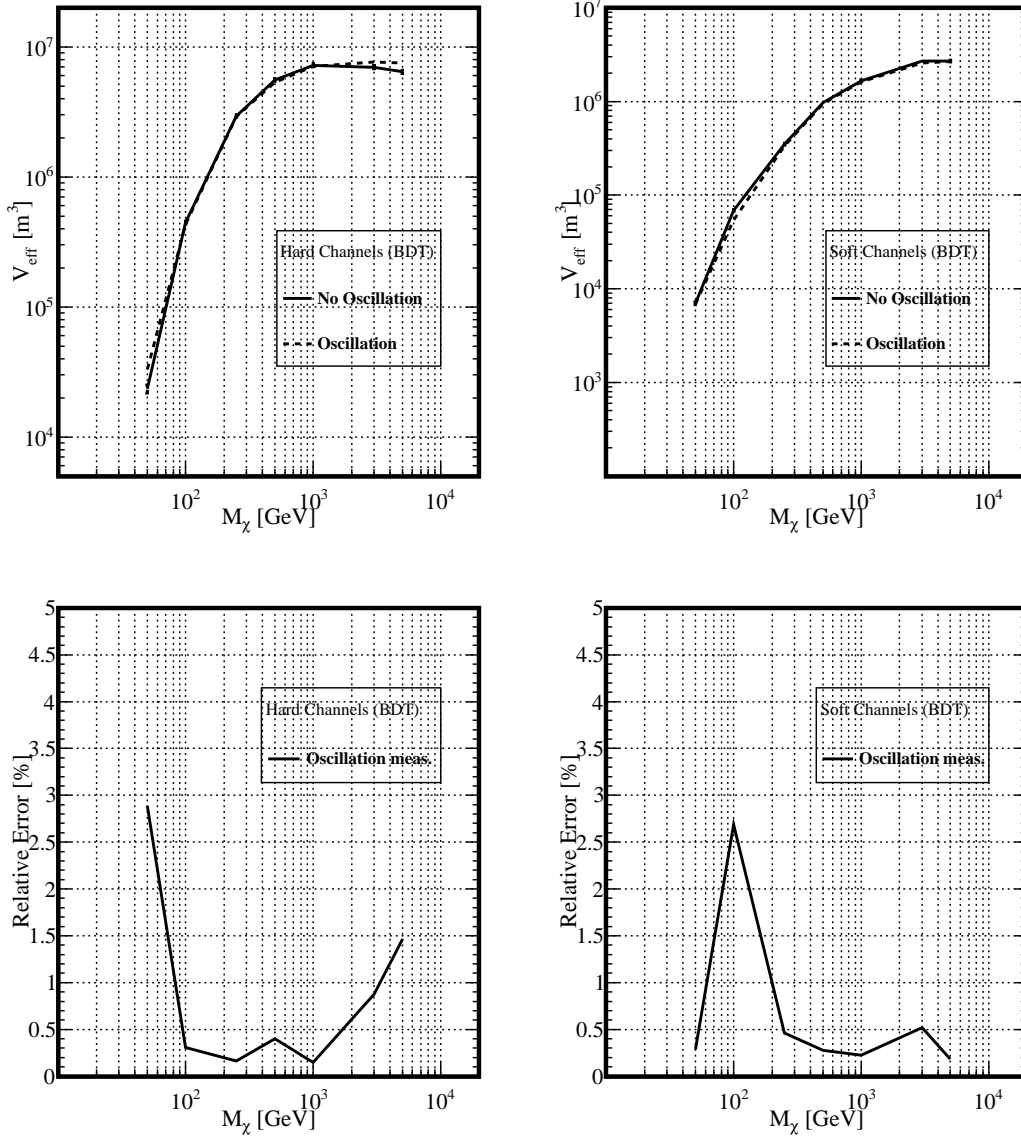 10^7
10^6
10^5
10^4
V_eff [m^3]
Hard Channels (BDT)
No Oscillation
Oscillation
10^2
10^3
10^4
M_χ [GeV]
10^7
10^6
10^5
10^4
10^3
V_eff [m^3]
Soft Channels (BDT)
No Oscillation
Oscillation
10^2
10^3
10^4
M_χ [GeV]
5
4.5
4
3.5
3
2.5
2
1.5
1
0.5
0
Relative Error [%]
Hard Channels (BDT)
Oscillation meas.
10^2
10^3
10^4
M_χ [GeV]
5
4.5
4
3.5
3
2.5
2
1.5
1
0.5
0
Relative Error [%]
Soft Channels (BDT)
Oscillation meas.
10^2
10^3
10^4
M_χ [GeV]